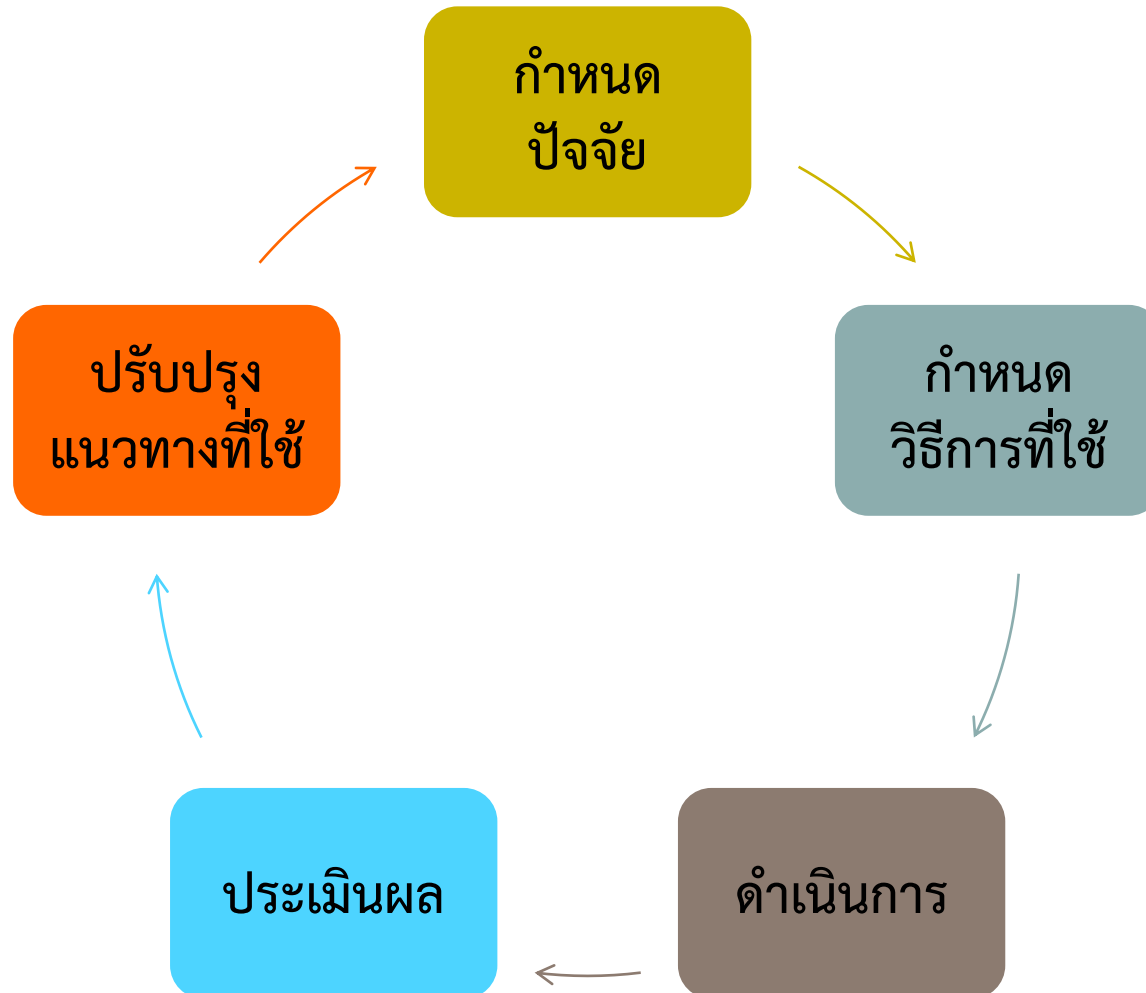 กำหนด
ปัจจัย
กำหนด
วิธีการที่ใช้
ดำเนินการ
ประเมินผล
ปรับปรุง
แนวทางที่ใช้